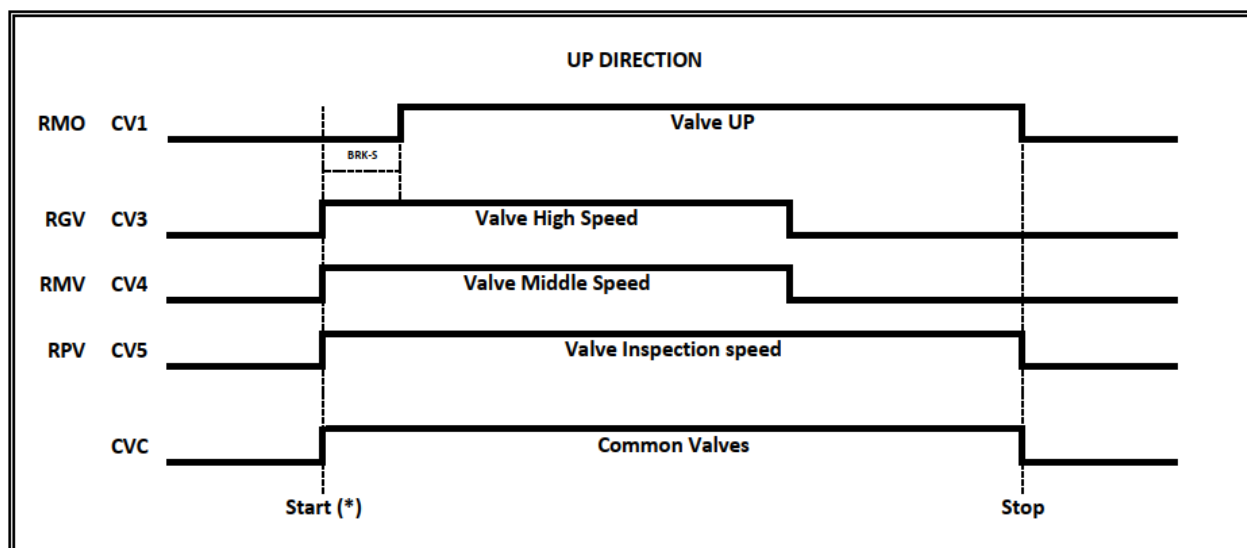 UP DIRECTION
RMO CV1 Valve UP
BRK-S
RGV CV3 Valve High Speed
RMV CV4 Valve Middle Speed
RPV CV5 Valve Inspection speed
CVC Common Valves
Start (*) Stop